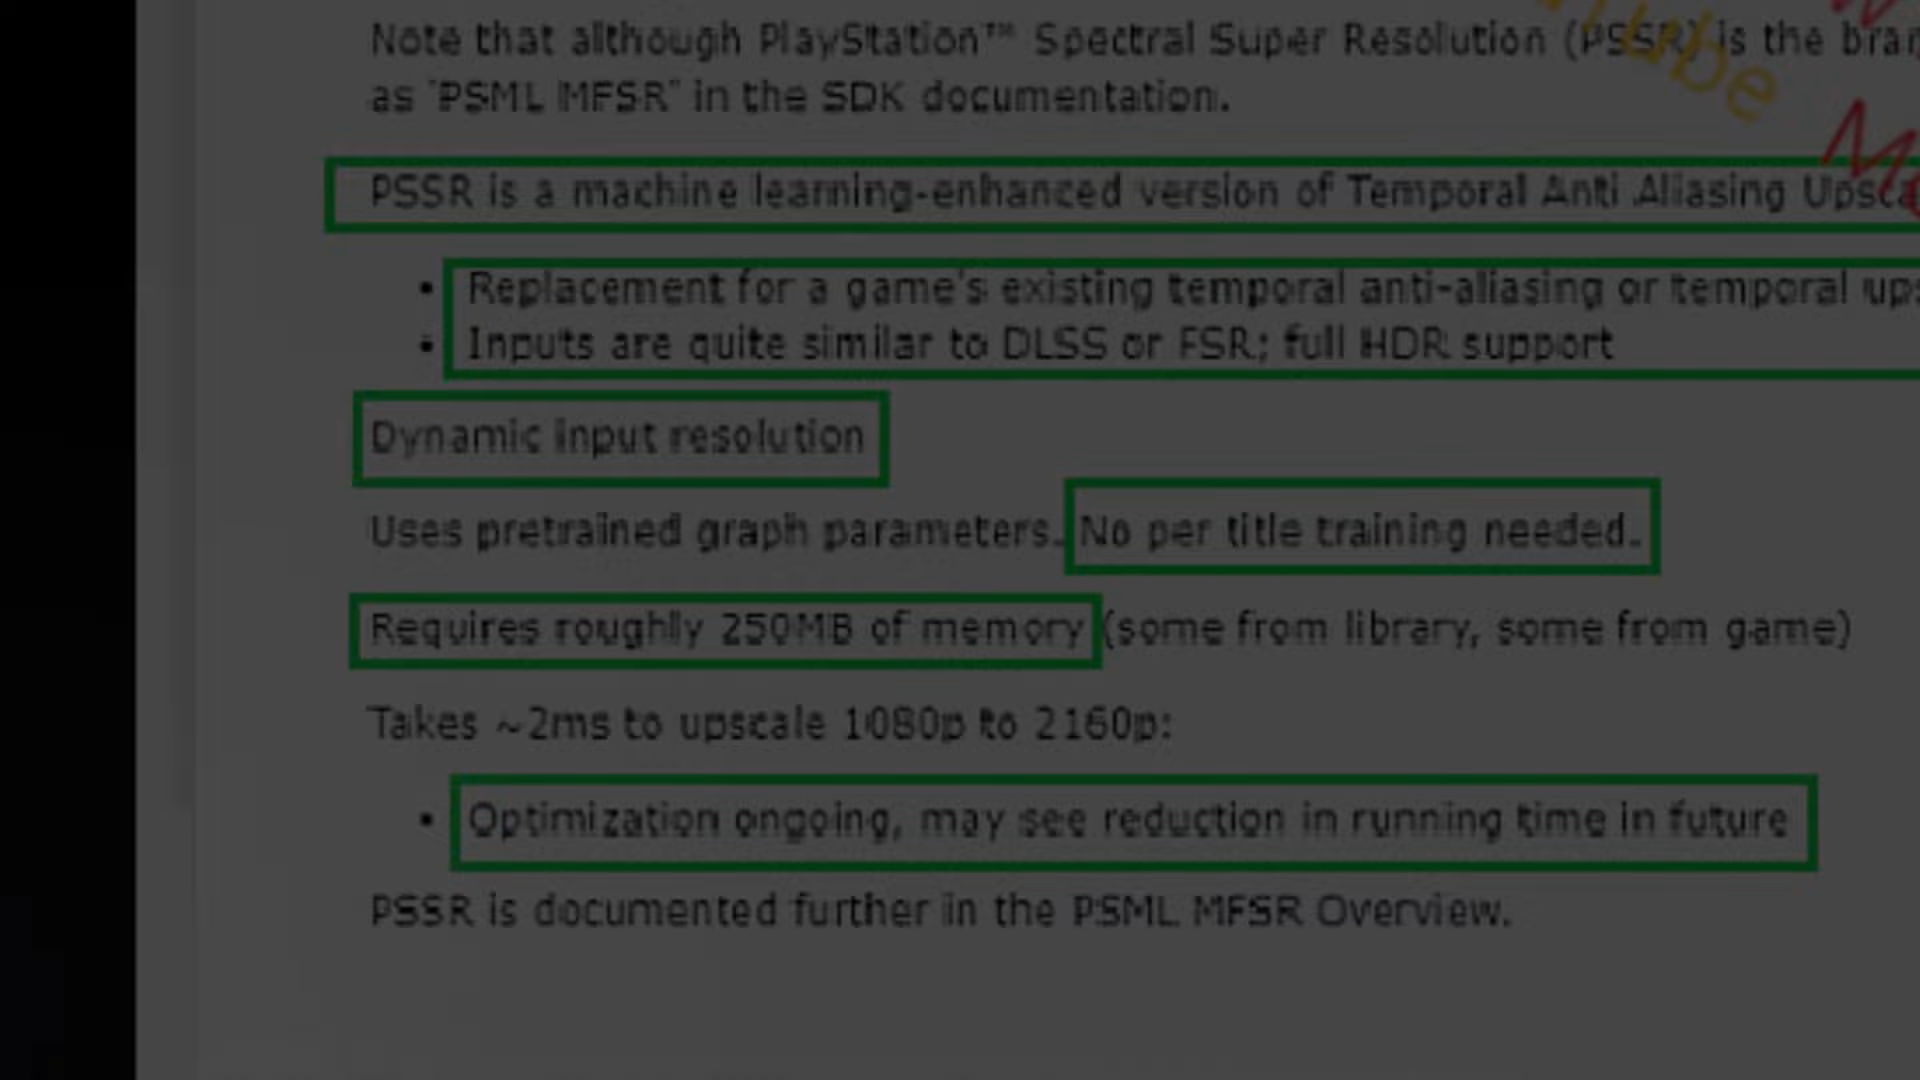 Note that although PlayStation™ Spectral Super Resolution (PSSR) is the
as "PSML MFSR" in the SDK documentation.
PSSR is a machine learning-enhanced version of Temporal Anti Aliasing
• Replacement for a game's existing temporal anti-aliasing or temporal
• Inputs are quite similar to DLSS or FSR; full HDR support
Dynamic input resolution
Uses pretrained graph parameters. No per title training needed.
Requires roughly 250MB of memory (some from library, some from game)
Takes ~2ms to upscale 1080p to 2160p:
• Optimization ongoing, may see reduction in running time in future
PSSR is documented further in the PSML MFSR Overview.